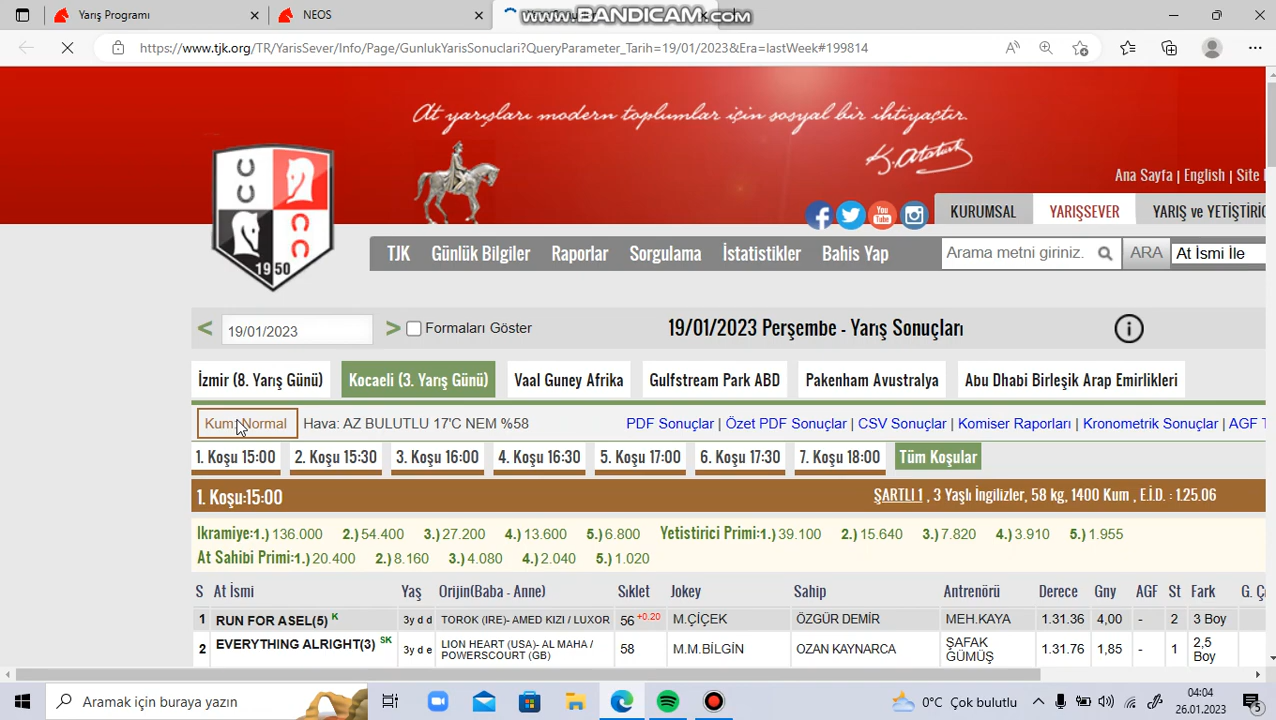 Yarış Programı
NEOS
www.BANDICAM.com
https://www.tjk.org/TR/YarisSever/Info/Page/GunlukYarisSonuclari?QueryParameter_Tarih=19/01/2023&Era=lastWeek#199814
At yarışları modern toplumlar için sosyal bir ihtiyaçtır.
K. Atatürk
Ana Sayfa | English | Site
1950
KURUMSAL YARIŞSEVER YARIŞ ve YETİŞTİRİC
TJK Günlük Bilgiler Raporlar Sorgulama İstatistikler Bahis Yap Arama metni giriniz. ARA At İsmi İle
< 19/01/2023 > Formaları Göster 19/01/2023 Perşembe - Yarış Sonuçları
İzmir (8. Yarış Günü) Kocaeli (3. Yarış Günü) Vaal Guney Afrika Gulfstream Park ABD Pakenham Avustralya Abu Dhabi Birleşik Arap Emirlikleri
Kum: Normal Hava: AZ BULUTLU 17'C NEM %58 PDF Sonuçlar | Özet PDF Sonuçlar | CSV Sonuçlar | Komiser Raporları | Kronometrik Sonuçlar | AGF T
1. Koşu 15:00 2. Koşu 15:30 3. Koşu 16:00 4. Koşu 16:30 5. Koşu 17:00 6. Koşu 17:30 7. Koşu 18:00 Tüm Koşular
1. Koşu:15:00 ŞARTLI 1 , 3 Yaşlı İngilizler, 58 kg, 1400 Kum , E.İ.D. : 1.25.06
Ikramiye:1.) 136.000 2.) 54.400 3.) 27.200 4.) 13.600 5.) 6.800 Yetistirici Primi:1.) 39.100 2.) 15.640 3.) 7.820 4.) 3.910 5.) 1.955
At Sahibi Primi:1.) 20.400 2.) 8.160 3.) 4.080 4.) 2.040 5.) 1.020
S At İsmi Yaş Orijin(Baba - Anne) Sıklet Jokey Sahip Antrenörü Derece Gny AGF St Fark G. Ç
1 RUN FOR ASEL(5) K 3y d d TOROK (IRE)- AMED KIZI / LUXOR 56 +0.20 M.ÇİÇEK ÖZGÜR DEMİR MEH.KAYA 1.31.36 4,00 - 2 3 Boy
2 EVERYTHING ALRIGHT(3) SK 3y d e LION HEART (USA)- AL MAHA / POWERSCOURT (GB) 58 M.M.BİLGİN OZAN KAYNARCA ŞAFAK GÜMÜŞ 1.31.76 1,85 - 1 2,5 Boy
Aramak için buraya yazın
0°C Çok bulutlu
04:04
26.01.2023
5